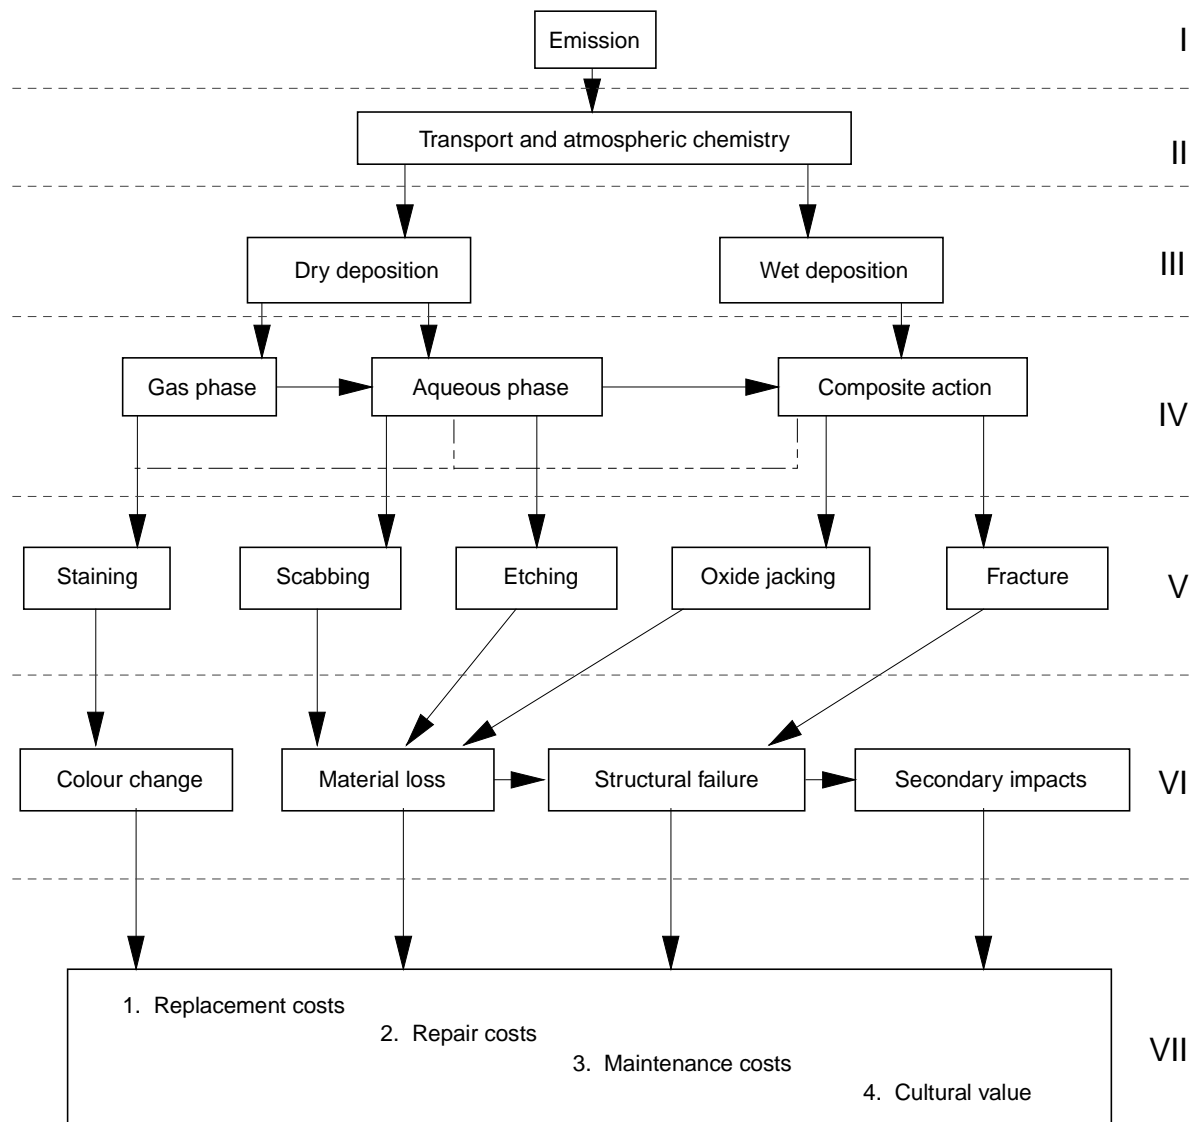 Emission
I
Transport and atmospheric chemistry
II
Dry deposition
Wet deposition
III
Gas phase
Aqueous phase
Composite action
IV
Staining
Scabbing
Etching
Oxide jacking
Fracture
V
Colour change
Material loss
Structural failure
Secondary impacts
VI
1. Replacement costs
2. Repair costs
3. Maintenance costs
4. Cultural value
VII